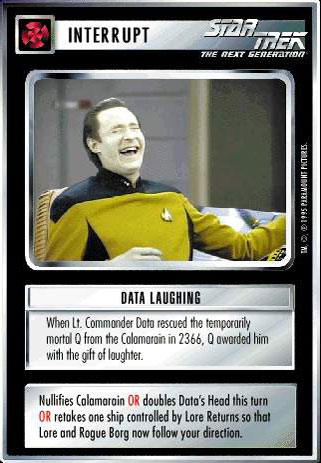 INTERRUPT
STAR TREK
THE NEXT GENERATION
TM, ©, ® 1995 PARAMOUNT PICTURES.
DATA LAUGHING
When Lt. Commander Data rescued the temporarily
mortal Q from the Calamarain in 2366, Q awarded him
with the gift of laughter.
Nullifies Calamarain OR doubles Data's Head this turn
OR retakes one ship controlled by Lore Returns so that
Lore and Rogue Borg now follow your direction.